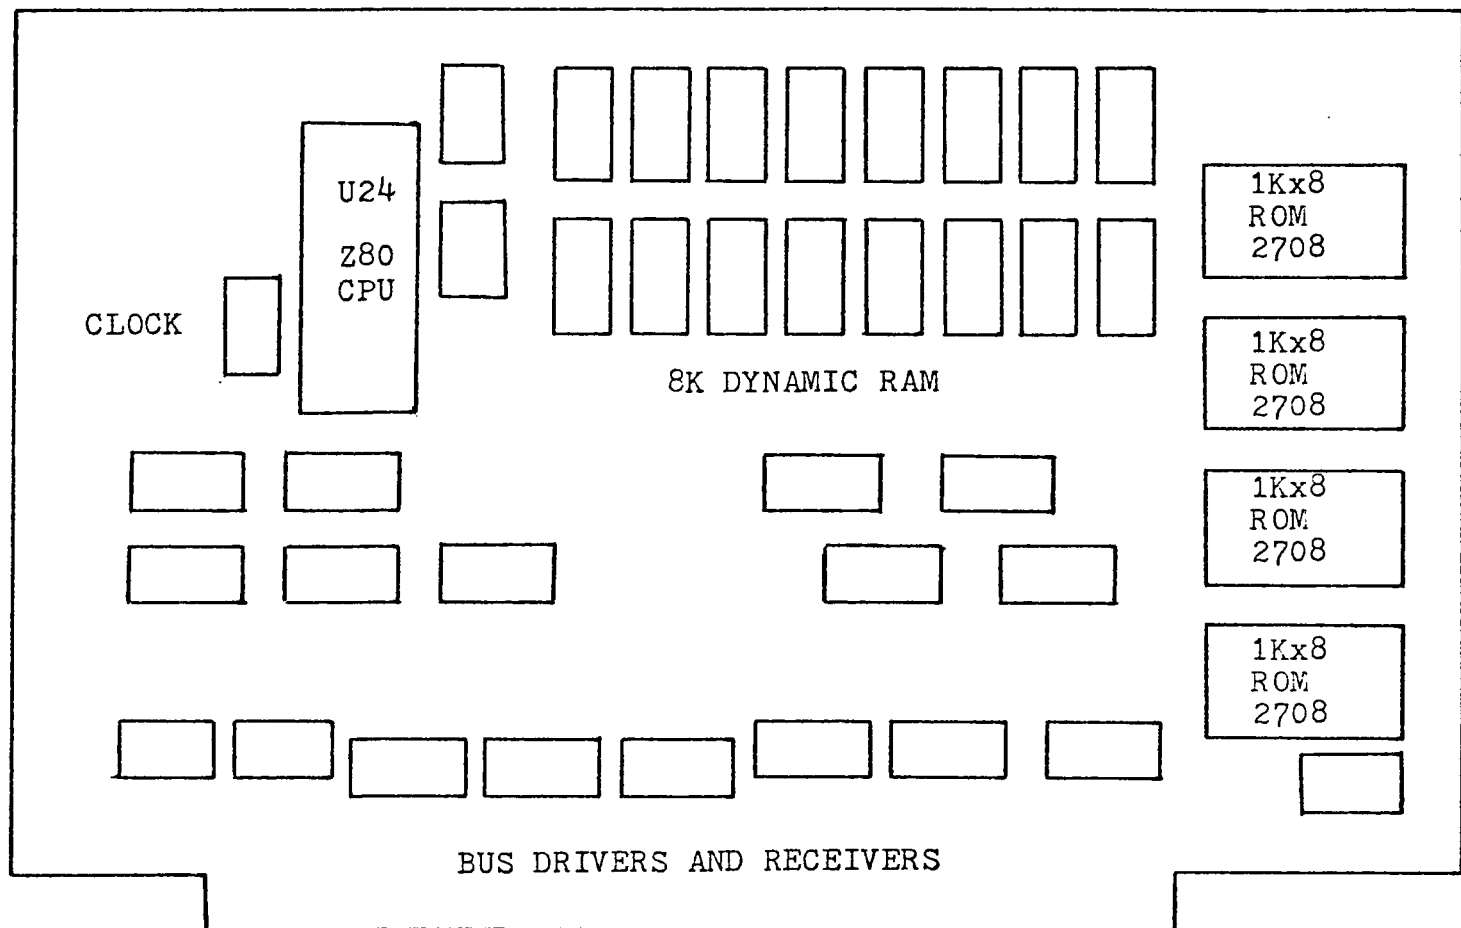 U24
Z80
CPU
CLOCK
8K DYNAMIC RAM
1Kx8
ROM
2708
1Kx8
ROM
2708
1Kx8
ROM
2708
1Kx8
ROM
2708
BUS DRIVERS AND RECEIVERS